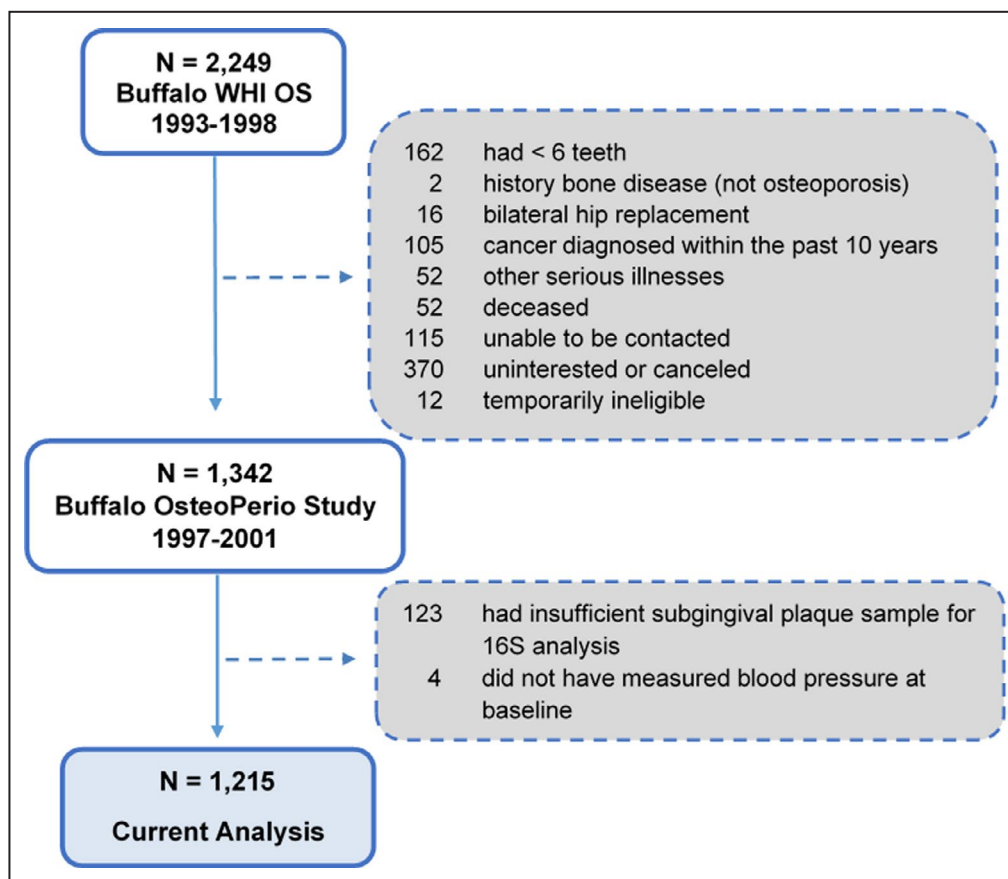 N = 2,249
Buffalo WHI OS
1993-1998
162 had < 6 teeth
2 history bone disease (not osteoporosis)
16 bilateral hip replacement
105 cancer diagnosed within the past 10 years
52 other serious illnesses
52 deceased
115 unable to be contacted
370 uninterested or canceled
12 temporarily ineligible
N = 1,342
Buffalo OsteoPerio Study
1997-2001
123 had insufficient subgingival plaque sample for
16S analysis
4 did not have measured blood pressure at
baseline
N = 1,215
Current Analysis